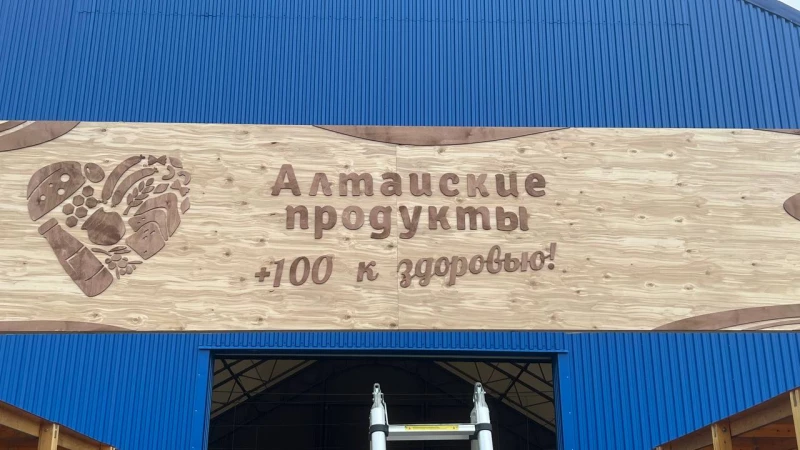 Алтаиские
продукты
+100 к здоровью!